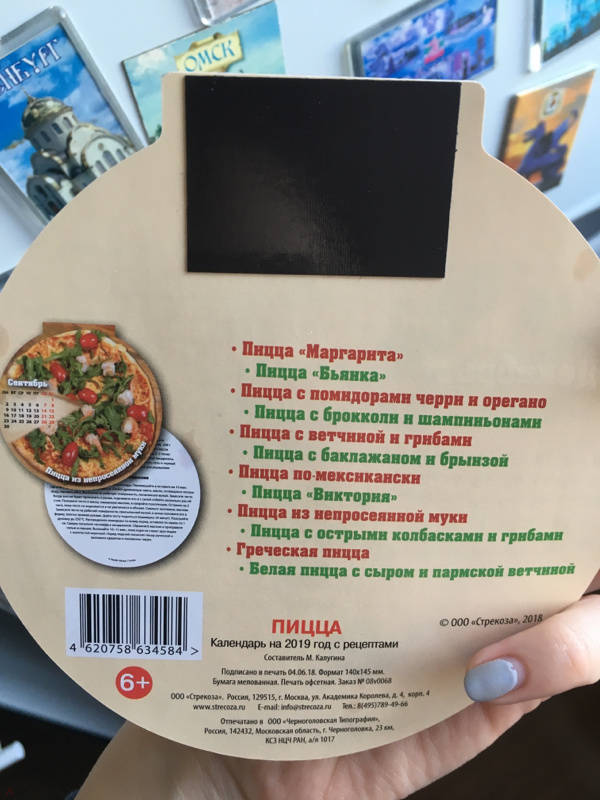 НБУРГ
ОМСК
• Пицца «Маргарита»
• Пицца «Бьянка»
• Пицца с помидорами черри и орегано
• Пицца с брокколи и шампиньонами
• Пицца с ветчиной и грибами
• Пицца с баклажаном и брынзой
• Пицца по-мексикански
• Пицца «Виктория»
• Пицца из непросеянной муки
• Пицца с острыми колбасками и грибами
• Греческая пицца
• Белая пицца с сыром и пармской ветчиной
Сентябрь
Пицца из непросеянной муки
4 620758 634584 >
6+
ПИЦЦА
Календарь на 2019 год с рецептами
Составитель М. Калугина
© ООО «Стрекоза», 2018
Подписано в печать 04.06.18. Формат 140х145 мм.
Бумага мелованная. Печать офсетная. Заказ № 08v0068
ООО «Стрекоза». Россия, 129515, г. Москва, ул. Академика Королева, д. 4, корп. 4
www.strecoza.ru E-mail: info@strecoza.ru Тел.: 8(495)789-49-66
Отпечатано в ООО «Черноголовская Типография»,
Россия, 142432, Московская область, г. Черноголовка, 23 км,
КСЗ НЦЧ РАН, а/я 1017